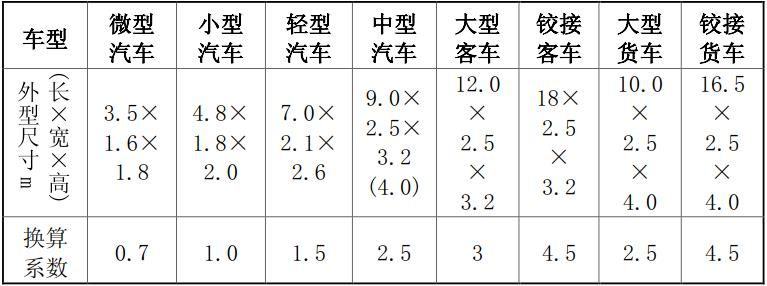 车型
微型
汽车
小型
汽车
轻型
汽车
中型
汽车
大型
客车
铰接
客车
大型
货车
铰接
货车
外型尺寸m
(长×宽×高)
3.5×
1.6×
1.8
4.8×
1.8×
2.0
7.0×
2.1×
2.6
9.0×
2.5×
3.2
(4.0)
12.0
×
2.5
×
3.2
18×
2.5
×
3.2
10.0
×
2.5
×
4.0
16.5
×
2.5
×
4.0
换算
系数
0.7
1.0
1.5
2.5
3
4.5
2.5
4.5